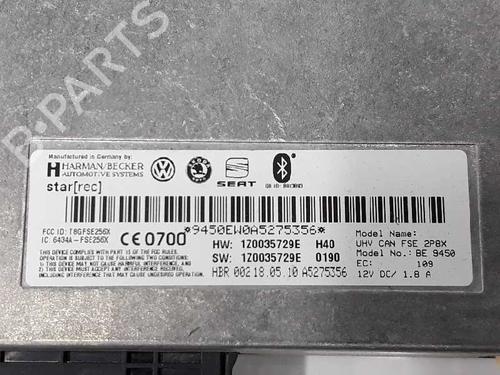 B-PARTS
Manufactured in Germany by:
HARMAN/BECKER
AUTOMOTIVE SYSTEMS
SEAT
star[rec]
*9450EW0A5275356*
FCC ID: T8GFSE256X
IC: 6434A-FSE256X
CE 0700
HW: 1Z0035729E H40
SW: 1Z0035729E 0190
HBR 00218.05.10 A5275356
THIS DEVICE COMPLIES WITH PART 15 OF THE FCC RULES
OPERATION IS SUBJECT TO THE FOLLOWING TWO CONDITIONS:
(1) THIS DEVICE MAY NOT CAUSE HARMFUL INTERFERENCE, AND
(2) THIS DEVICE MUST ACCEPT ANY INTERFERENCE RECEIVED,
INCLUDING INTERFERENCE THAT MAY CAUSE UNDESIRED OPERATION.
Model Name:
UHV CAN FSE 2P8X
Model No.: BE 9450
EC: 109
12V DC/ 1.8 A